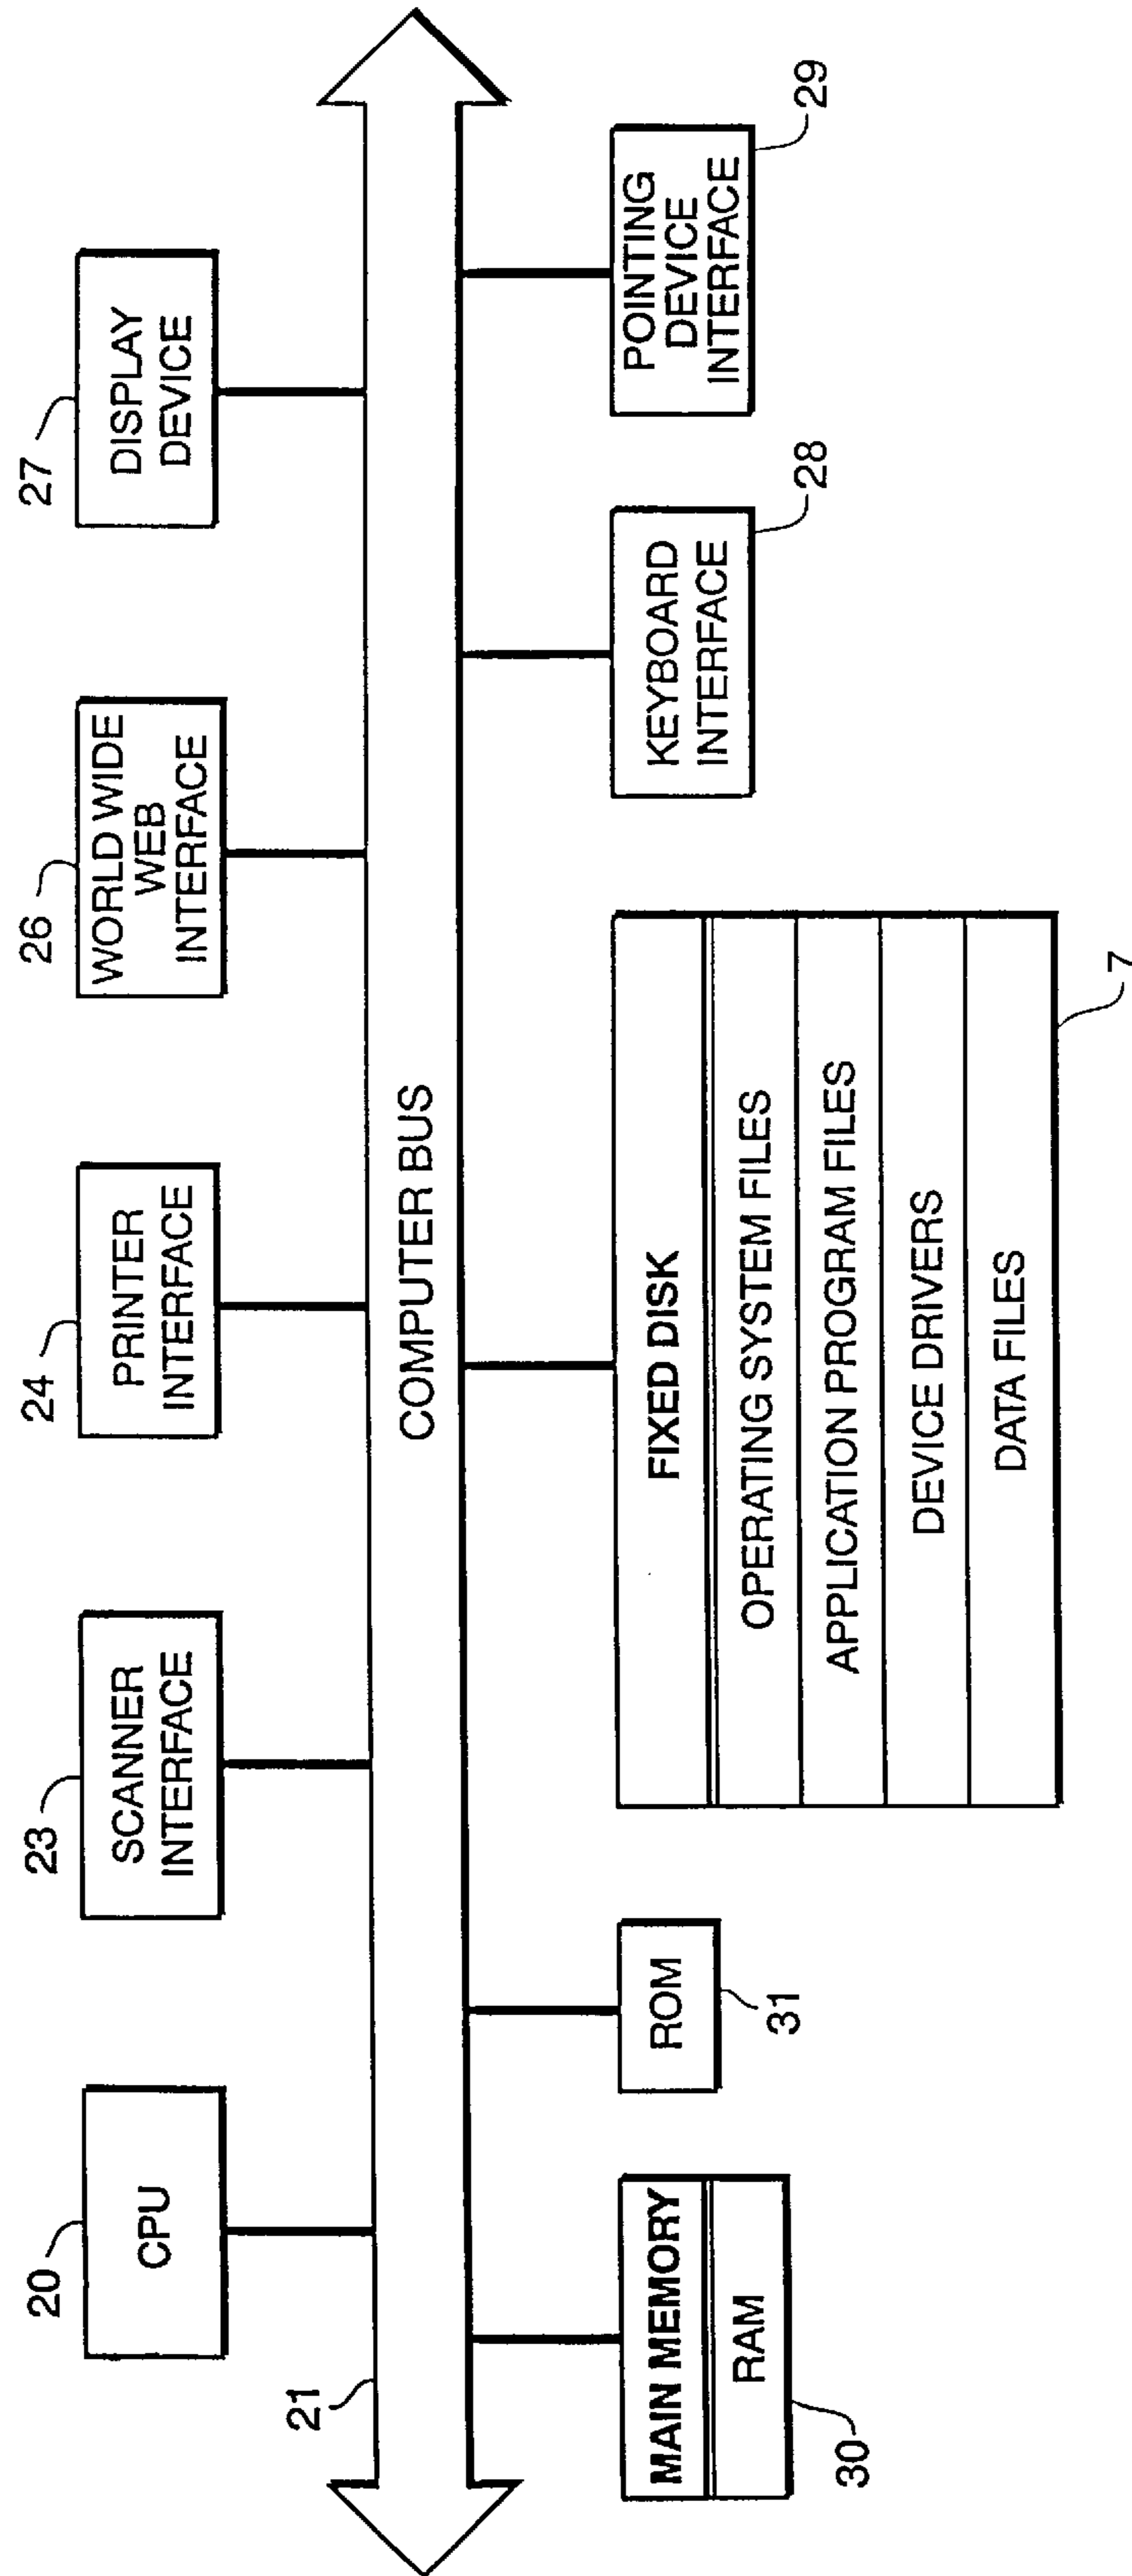 20
CPU
23
SCANNER
INTERFACE
24
PRINTER
INTERFACE
26
WORLD WIDE
WEB
INTERFACE
27
DISPLAY
DEVICE
21
COMPUTER BUS
MAIN MEMORY
RAM
30
ROM
31
FIXED DISK
OPERATING SYSTEM FILES
APPLICATION PROGRAM FILES
DEVICE DRIVERS
DATA FILES
7
KEYBOARD
INTERFACE
28
POINTING
DEVICE
INTERFACE
29